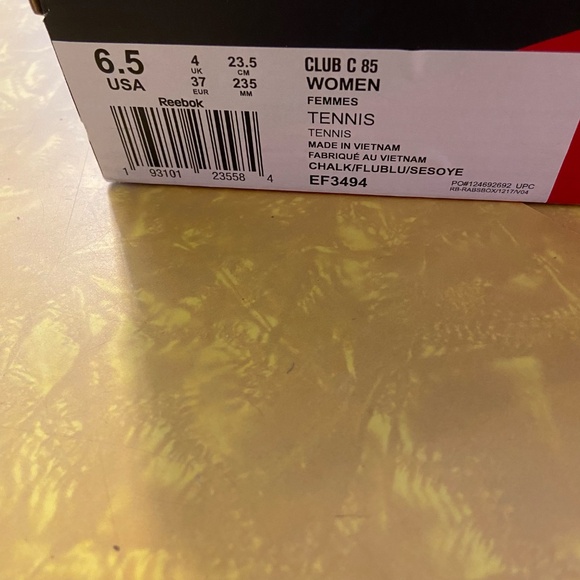 6.5
USA
4
UK
37
EUR
23.5
CM
235
MM
Reebok
1 93101 23558 4
CLUB C 85
WOMEN
FEMMES
TENNIS
TENNIS
MADE IN VIETNAM
FABRIQUÉ AU VIETNAM
CHALK/FLUBLU/SESOYE
EF3494
PO#124692692 UPC
RB-RABSBOX/1217/V04